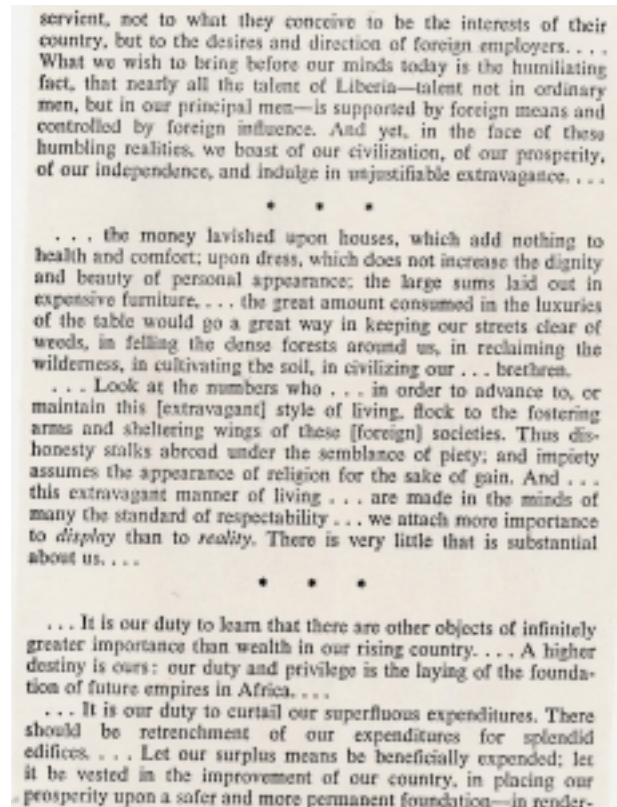 servient, not to what they conceive to be the interests of their
country, but to the desires and direction of foreign employers. . . .
What we wish to bring before our minds today is the humiliating
fact, that nearly all the talent of Liberia—talent not in ordinary
men, but in our principal men—is supported by foreign means and
controlled by foreign influence. And yet, in the face of these
humbling realities, we boast of our civilization, of our prosperity,
of our independence, and indulge in unjustifiable extravagance. . . .
• • •
. . . the money lavished upon houses, which add nothing to
health and comfort; upon dress, which does not increase the dignity
and beauty of personal appearance; the large sums laid out in
expensive furniture, . . . the great amount consumed in the luxuries
of the table would go a great way in keeping our streets clear of
weeds, in felling the dense forests around us, in reclaiming the
wilderness, in cultivating the soil, in civilizing our . . . brethren.
. . . Look at the numbers who . . . in order to advance to, or
maintain this [extravagant] style of living, flock to the fostering
arms and sheltering wings of these [foreign] societies. Thus dis-
honesty stalks abroad under the semblance of piety; and impiety
assumes the appearance of religion for the sake of gain. And . . .
this extravagant manner of living . . . are made in the minds of
many the standard of respectability . . . we attach more importance
to display than to reality. There is very little that is substantial
about us. . . .
• • •
. . . It is our duty to learn that there are other objects of infinitely
greater importance than wealth in our rising country. . . . A higher
destiny is ours: our duty and privilege is the laying of the founda-
tion of future empires in Africa. . . .
. . . It is our duty to curtail our superfluous expenditures. There
should be retrenchment of our expenditures for splendid
edifices. . . . Let our surplus means be beneficially expended; let
it be vested in the improvement of our country, in placing our
prosperity upon a safer and more permanent foundation—in render-